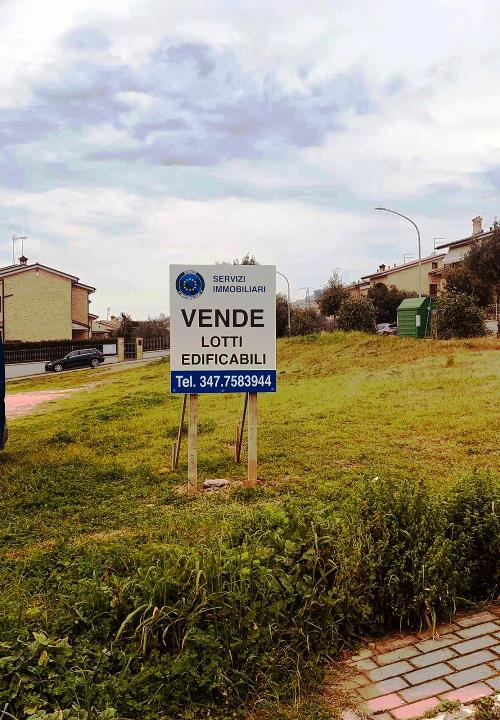 SERVIZI
IMMOBILIARI
VENDE
LOTTI
EDIFICABILI
Tel. 347.7583944